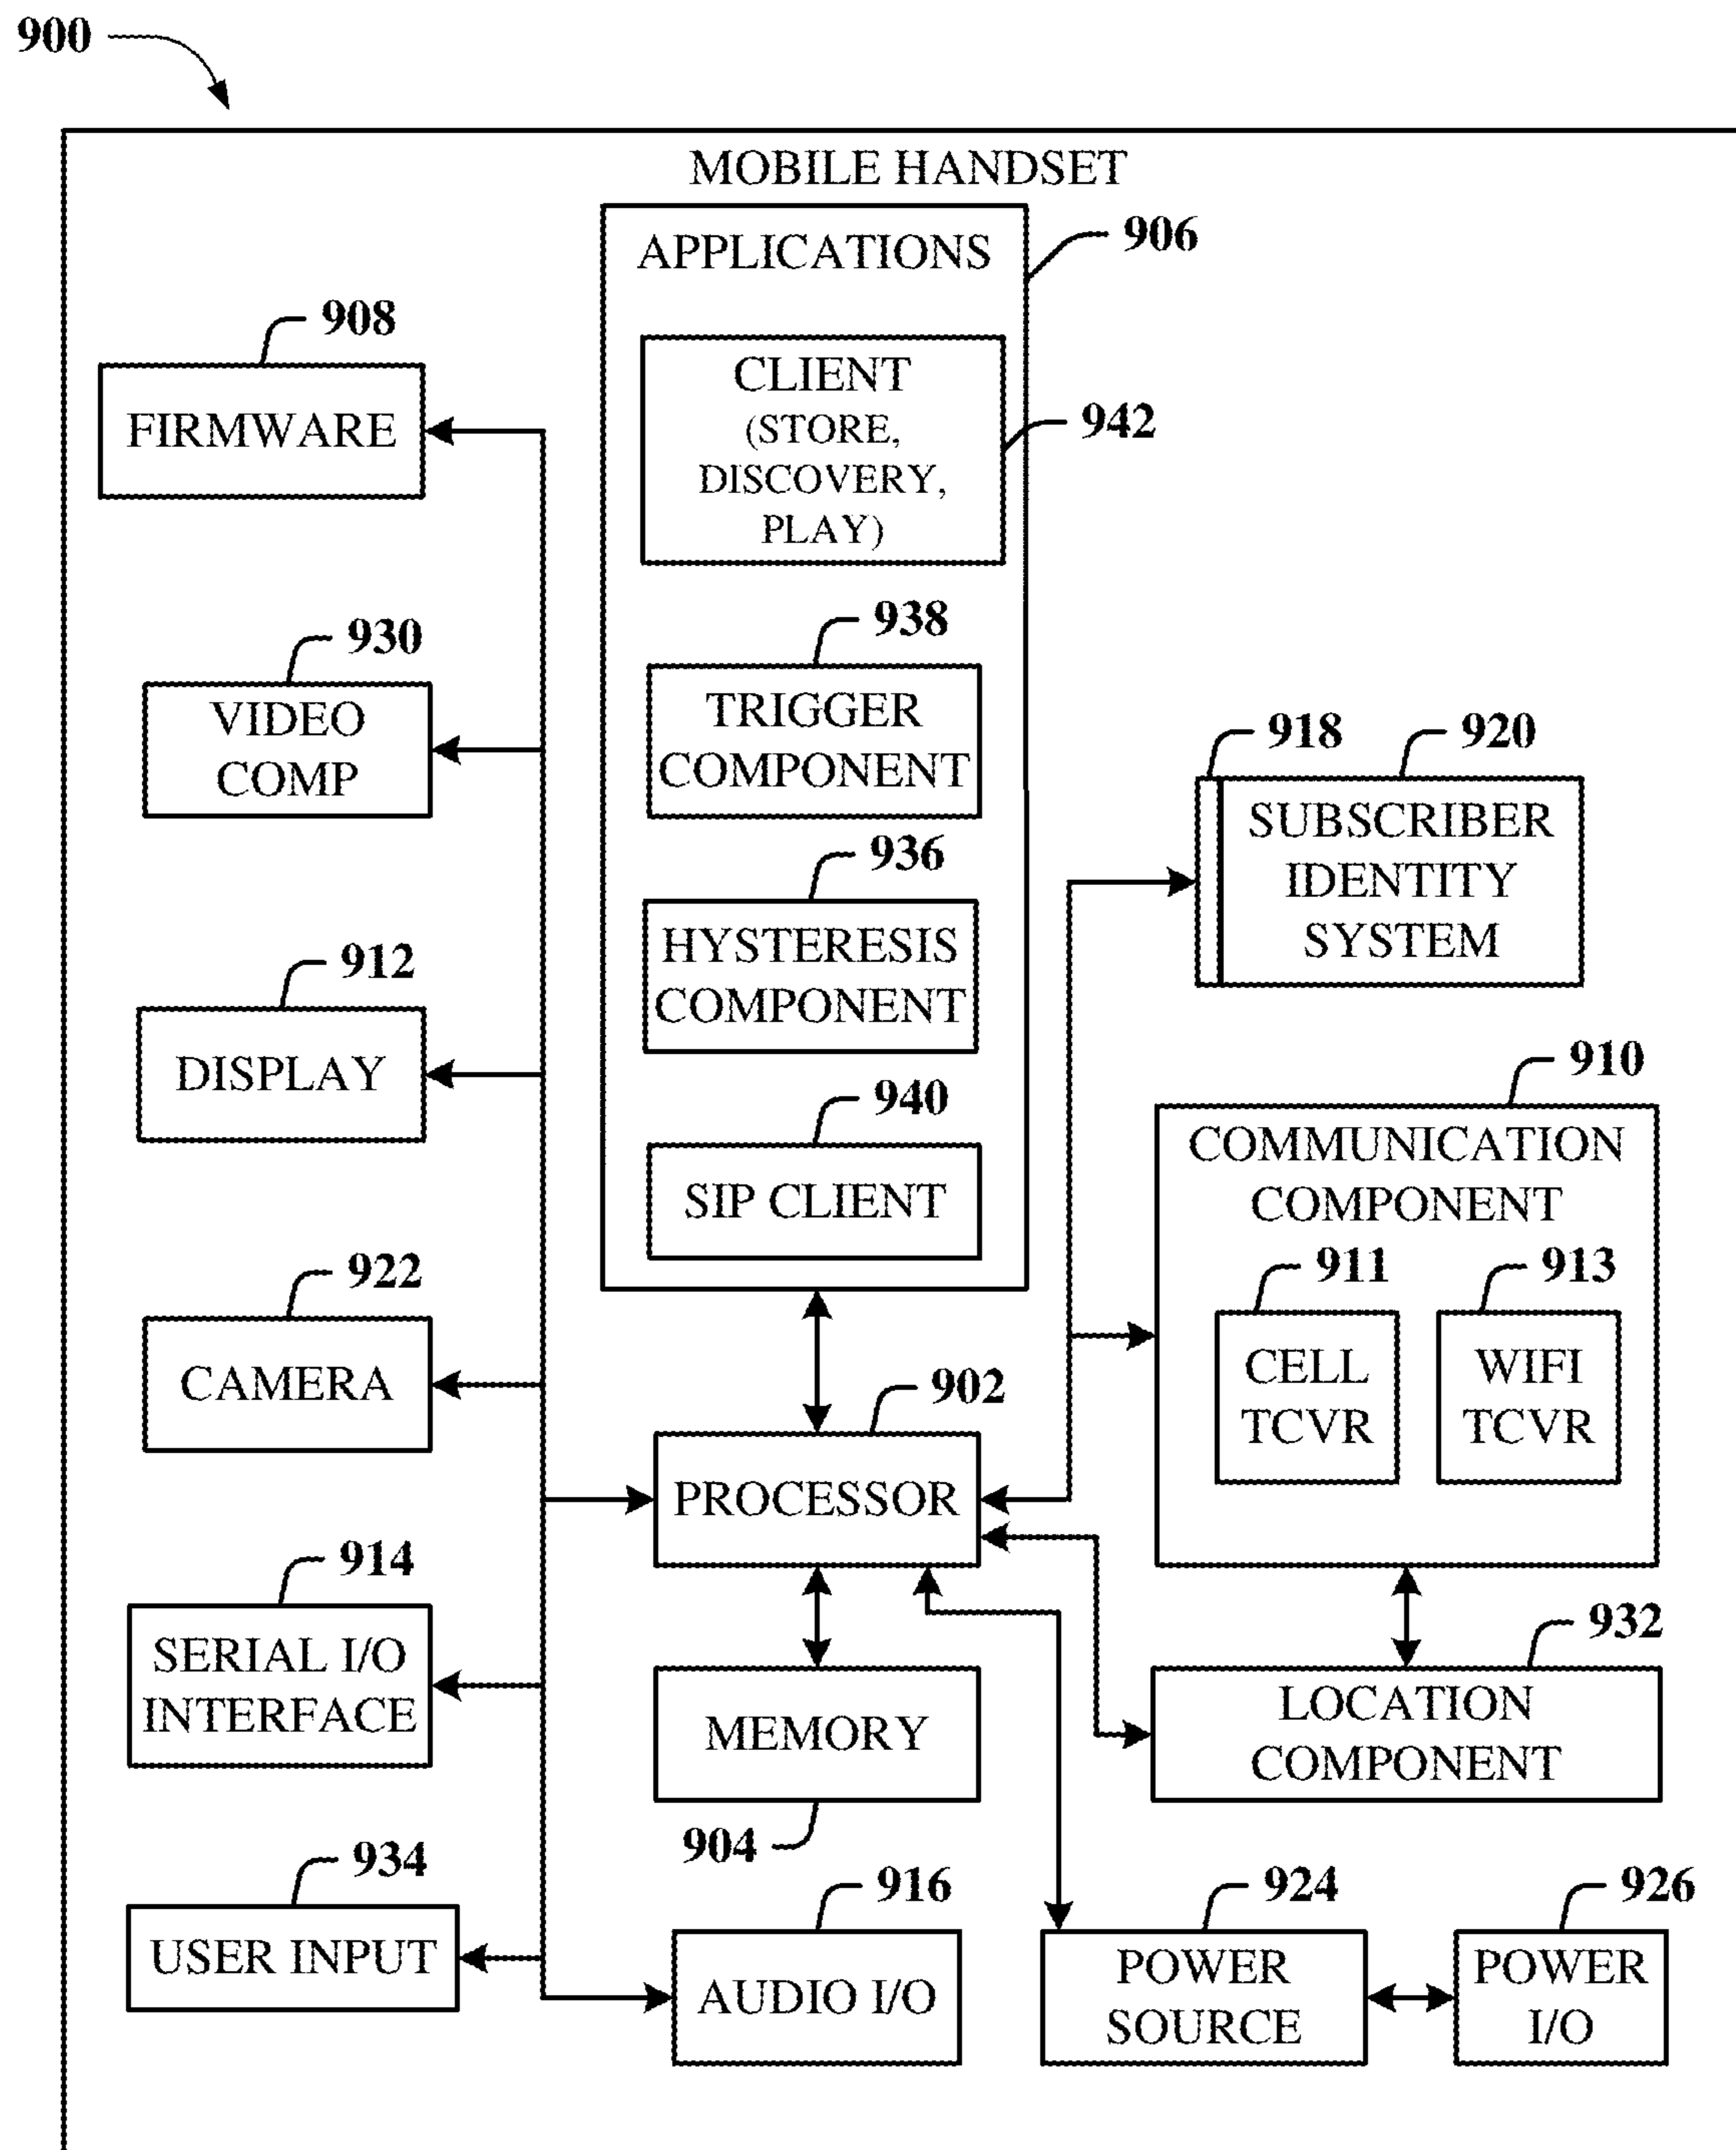 900
MOBILE HANDSET
APPLICATIONS
906
CLIENT
(STORE,
DISCOVERY,
PLAY)
942
938
TRIGGER
COMPONENT
936
HYSTERESIS
COMPONENT
940
SIP CLIENT
908
FIRMWARE
930
VIDEO
COMP
912
DISPLAY
922
CAMERA
914
SERIAL I/O
INTERFACE
934
USER INPUT
902
PROCESSOR
MEMORY
904
916
AUDIO I/O
918
920
SUBSCRIBER
IDENTITY
SYSTEM
910
COMMUNICATION
COMPONENT
911
CELL
TCVR
913
WIFI
TCVR
932
LOCATION
COMPONENT
924
POWER
SOURCE
926
POWER
I/O